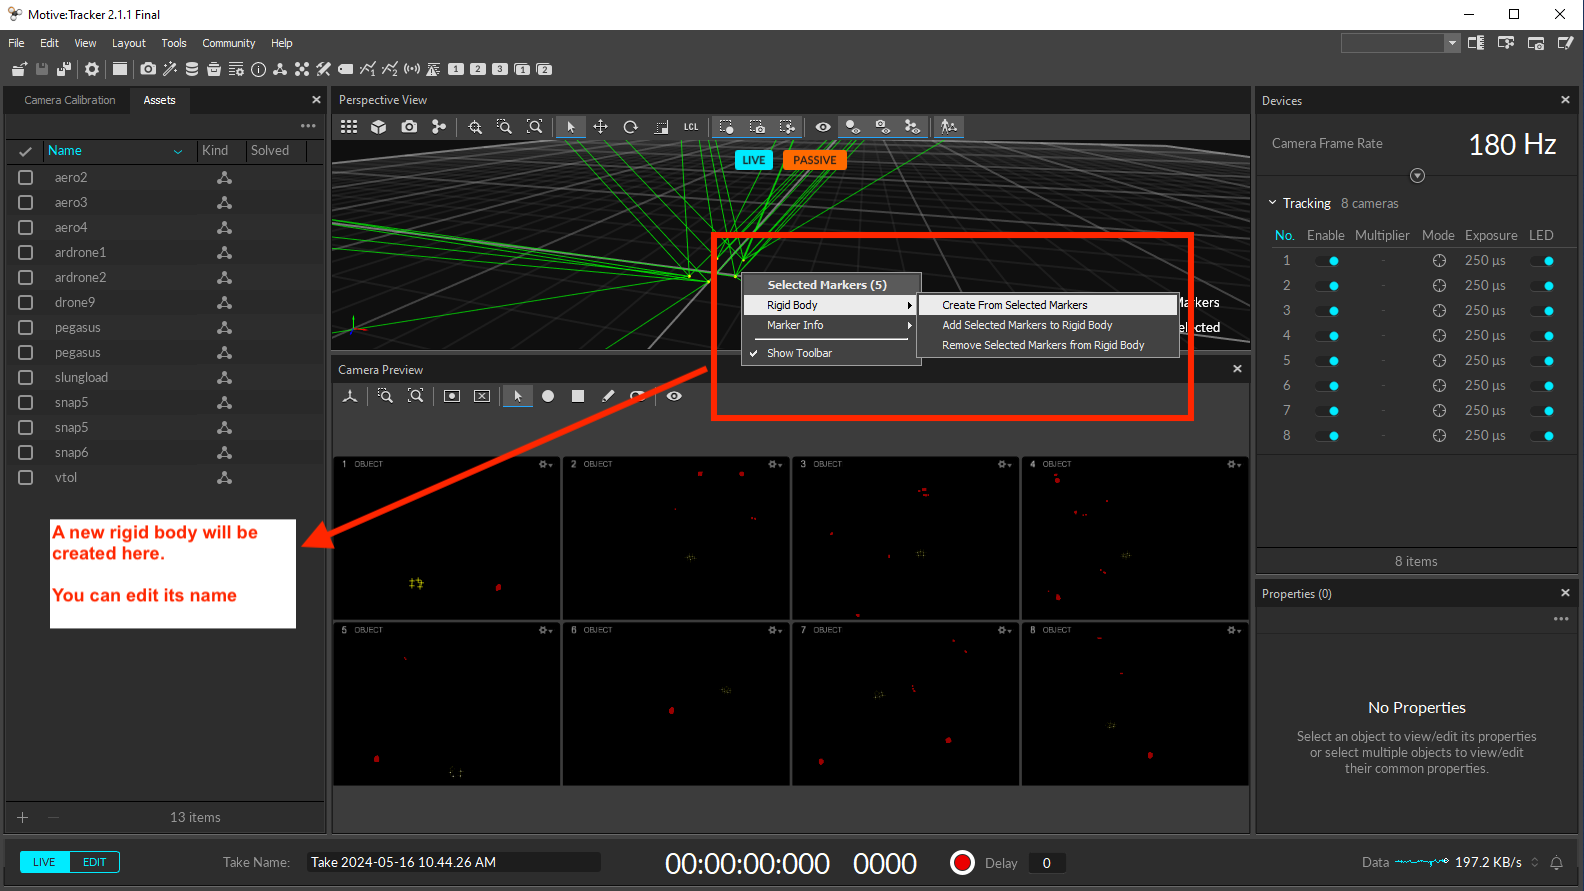 Motive:Tracker 2.1.1 Final
File Edit View Layout Tools Community Help
1 2 3 1 2
Camera Calibration Assets
Name Kind Solved
aero2
aero3
aero4
ardrone1
ardrone2
drone9
pegasus
pegasus
slungload
snap5
snap5
snap6
vtol
A new rigid body will be
created here.
You can edit its name
13 items
Perspective View
LCL
LIVE PASSIVE
Selected Markers (5)
Rigid Body
Marker Info
Show Toolbar
Create From Selected Markers
Add Selected Markers to Rigid Body
Remove Selected Markers from Rigid Body
Camera Preview
1 OBJECT
2 OBJECT
3 OBJECT
4 OBJECT
5 OBJECT
6 OBJECT
7 OBJECT
8 OBJECT
Devices
Camera Frame Rate 180 Hz
Tracking 8 cameras
No. Enable Multiplier Mode Exposure LED
1 - 250 µs
2 - 250 µs
3 - 250 µs
4 - 250 µs
5 - 250 µs
6 - 250 µs
7 - 250 µs
8 - 250 µs
8 items
Properties (0)
No Properties
Select an object to view/edit its properties
or select multiple objects to view/edit
their common properties.
LIVE EDIT Take Name: Take 2024-05-16 10.44.26 AM 00:00:00:000 0000 Delay 0 Data 197.2 KB/s